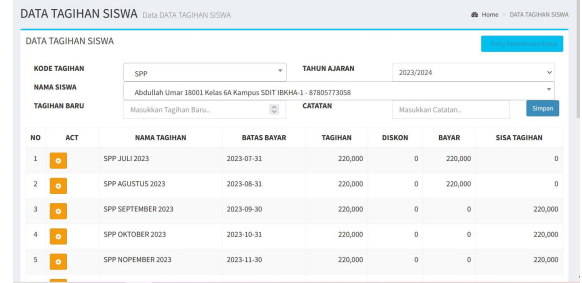 DATA TAGIHAN SISWA Data DATA TAGIHAN SISWA
Home > DATA TAGIHAN SISWA
DATA TAGIHAN SISWA
KODE TAGIHAN SPP TAHUN AJARAN 2023/2024
NAMA SISWA Abdullah Umar 18001 Kelas 6A Kampus SDIT IBKHA-1 - 87805773058
TAGIHAN BARU Masukkan Tagihan Baru.. CATATAN Masukkan Catatan.. Simpan
NO ACT NAMA TAGIHAN BATAS BAYAR TAGIHAN DISKON BAYAR SISA TAGIHAN
1 SPP JULI 2023 2023-07-31 220,000 0 220,000 0
2 SPP AGUSTUS 2023 2023-08-31 220,000 0 220,000 0
3 SPP SEPTEMBER 2023 2023-09-30 220,000 0 0 220,000
4 SPP OKTOBER 2023 2023-10-31 220,000 0 0 220,000
5 SPP NOPEMBER 2023 2023-11-30 220,000 0 0 220,000